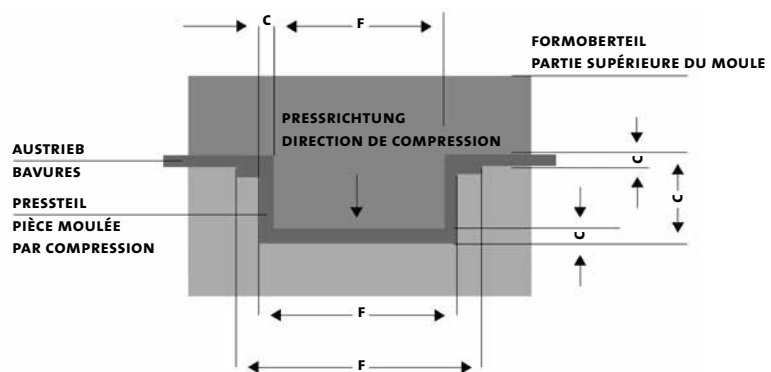 C
F
FORMOBERTEIL
PARTIE SUPÉRIEURE DU MOULE
PRESSRICHTUNG
DIRECTION DE COMPRESSION
AUSTRIEB
BAVURES
C
C
PRESSTEIL
PIÈCE MOULÉE
PAR COMPRESSION
C
F
F